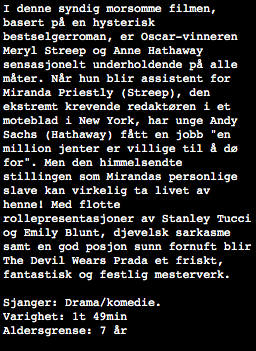 I denne syndig morsomme filmen,
basert på en hysterisk
bestselgerroman, er Oscar-vinneren
Meryl Streep og Anne Hathaway
sensasjonelt underholdende på alle
måter. Når hun blir assistent for
Miranda Priestly (Streep), den
ekstremt krevende redaktøren i et
moteblad i New York, har unge Andy
Sachs (Hathaway) fått en jobb "en
million jenter er villige til å dø
for". Men den himmelsendte
stillingen som Mirandas personlige
slave kan virkelig ta livet av
henne! Med flotte
rollepresentasjoner av Stanley Tucci
og Emily Blunt, djevelsk sarkasme
samt en god posjon sunn fornuft blir
The Devil Wears Prada et friskt,
fantastisk og festlig mesterverk.
Sjanger: Drama/komedie.
Varighet: 1t 49min
Aldersgrense: 7 år